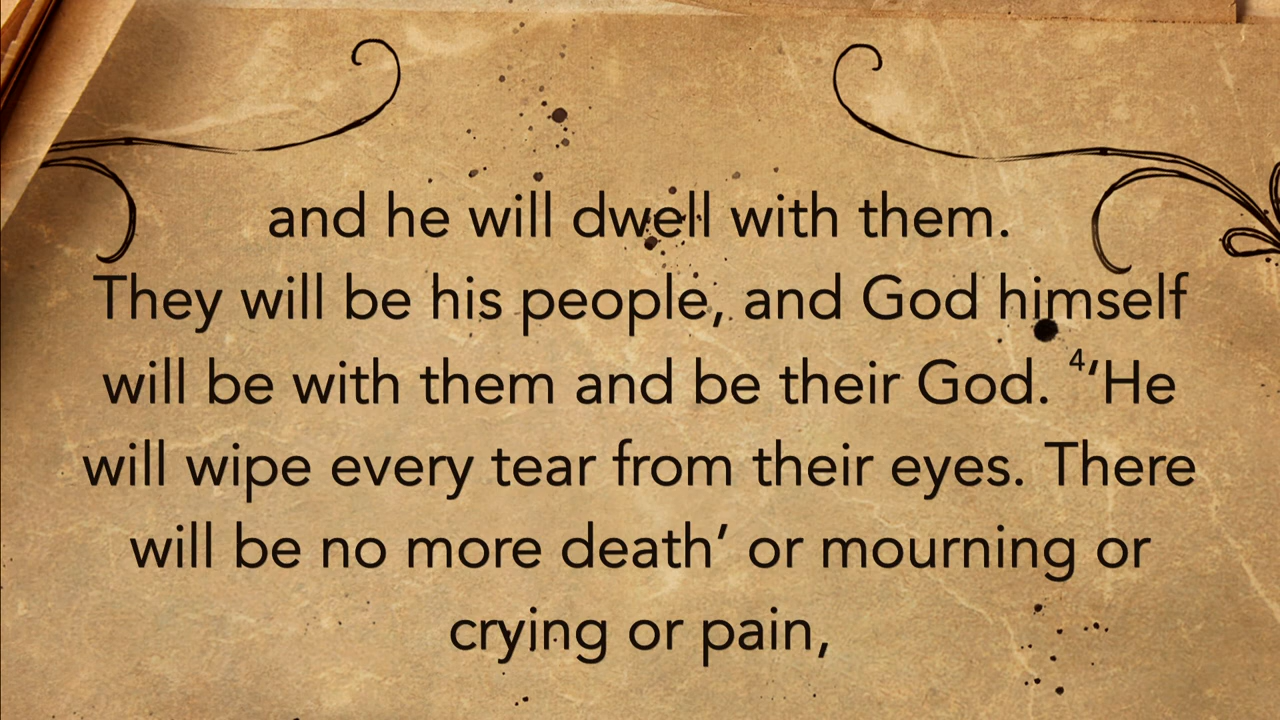 and he will dwell with them.
They will be his people, and God himself
will be with them and be their God. ⁴‘He
will wipe every tear from their eyes. There
will be no more death’ or mourning or
crying or pain,